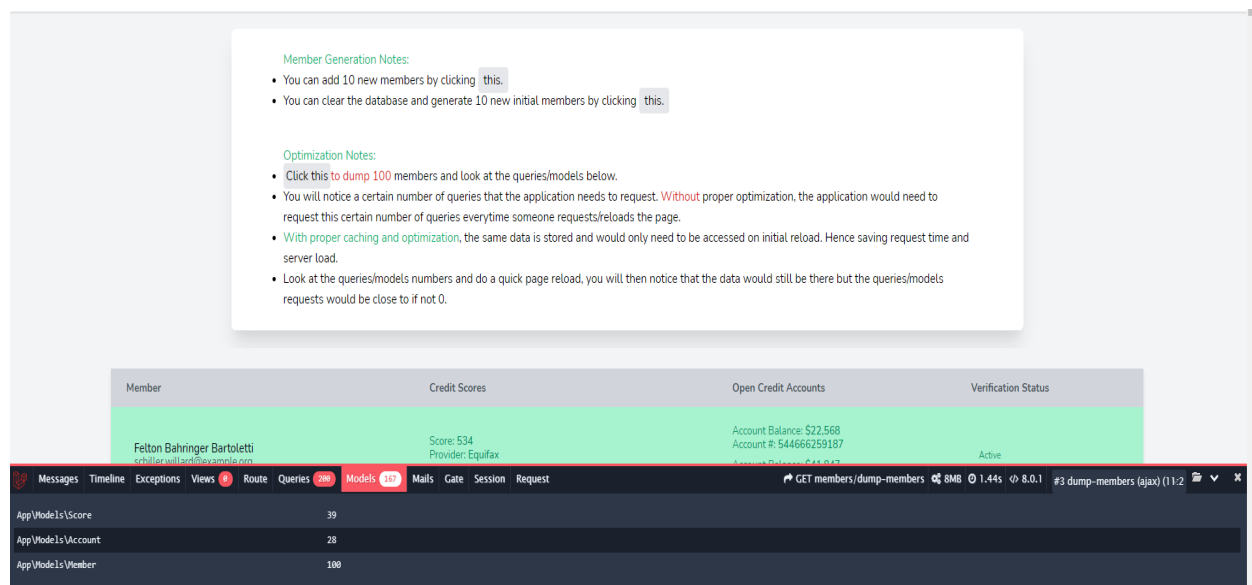 Member Generation Notes:
You can add 10 new members by clicking this.
You can clear the database and generate 10 new initial members by clicking this.
Optimization Notes:
Click this to dump 100 members and look at the queries/models below.
You will notice a certain number of queries that the application needs to request. Without proper optimization, the application would need to
request this certain number of queries everytime someone requests/reloads the page.
With proper caching and optimization, the same data is stored and would only need to be accessed on initial reload. Hence saving request time and
server load.
Look at the queries/models numbers and do a quick page reload, you will then notice that the data would still be there but the queries/models
requests would be close to if not 0.
Member Credit Scores Open Credit Accounts Verification Status
Felton Bahringer Bartoletti
schiller.willard@example.org
Score: 534
Provider: Equifax
Account Balance: $22,568
Account #: 544666259187
Account Balance: $41,947
Active
Messages Timeline Exceptions Views 0 Route Queries 200 Models 167 Mails Gate Session Request GET members/dump-members 8MB 1.44s 8.0.1 #3 dump-members (ajax) (11:2
App\Models\Score 39
App\Models\Account 28
App\Models\Member 100